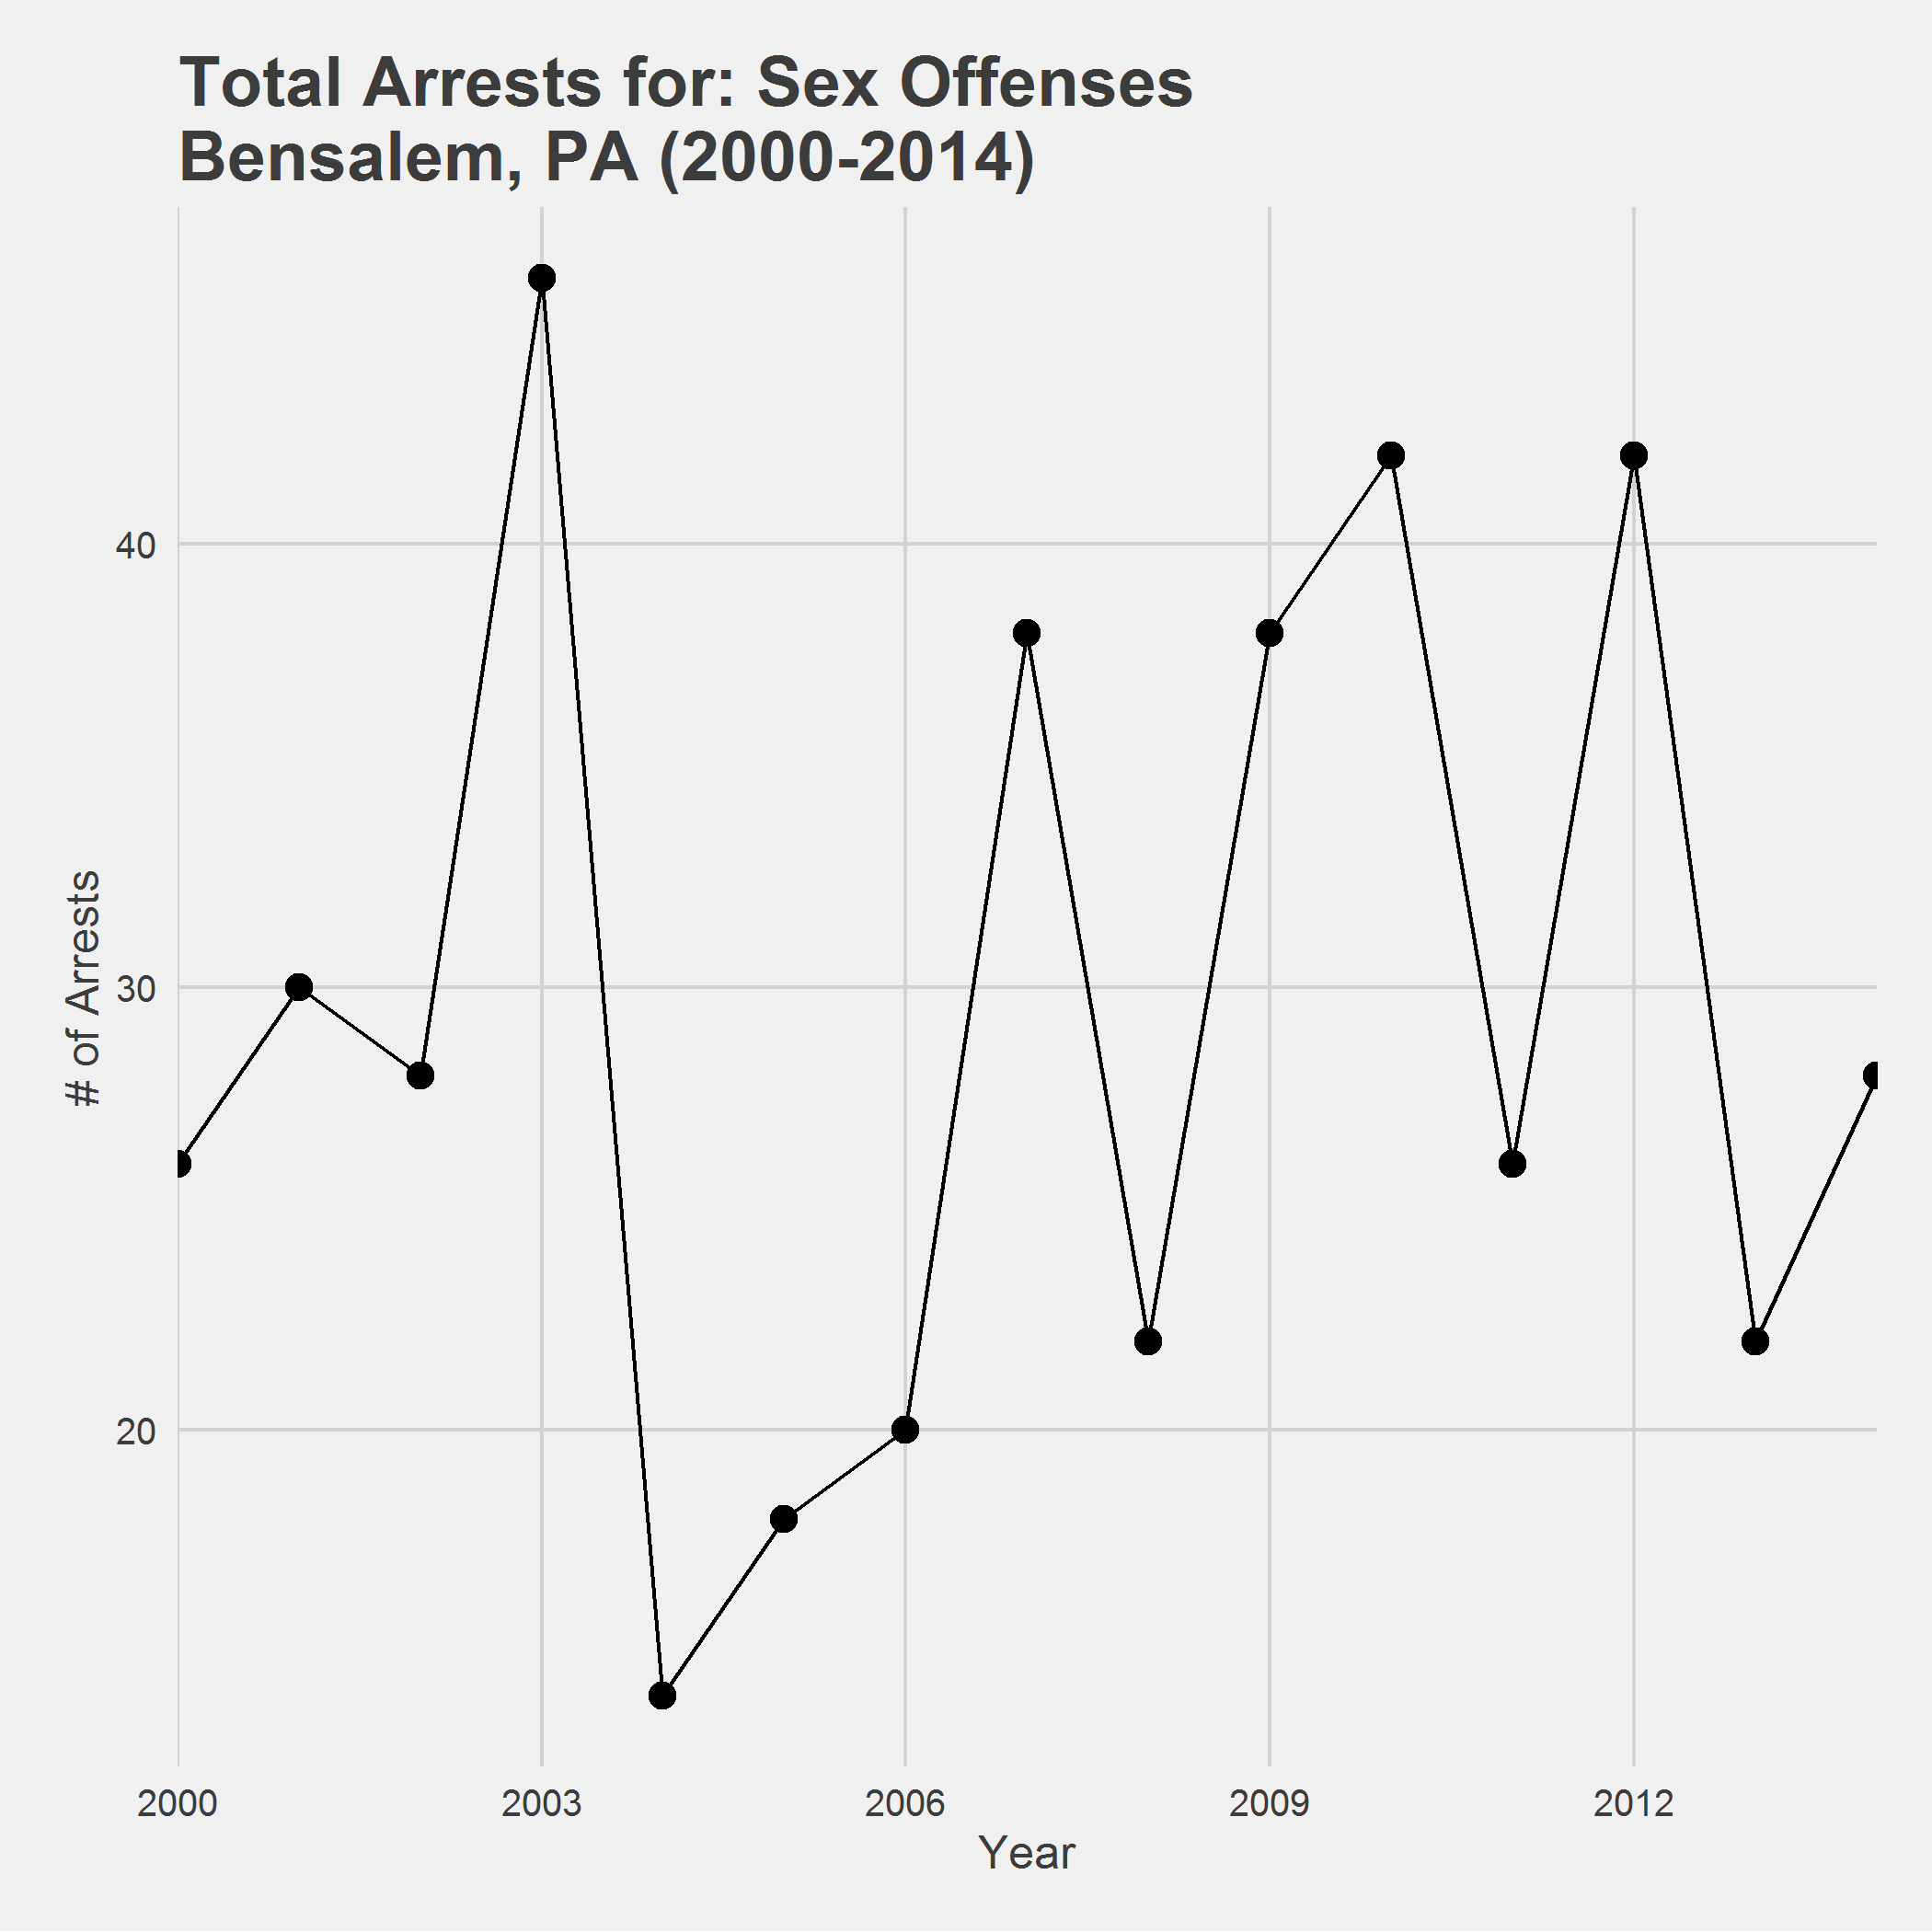 Total Arrests for: Sex Offenses
Bensalem, PA (2000-2014)
# of Arrests
40
30
20
2000 2003 2006 2009 2012
Year